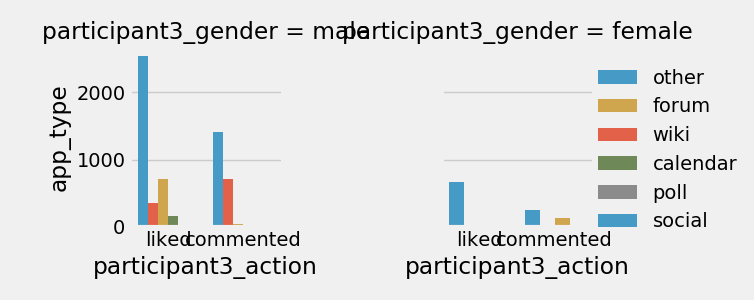 participant3_gender = male
participant3_gender = female
app_type
2000
1000
0
liked
commented
participant3_action
liked
commented
participant3_action
other
forum
wiki
calendar
poll
social